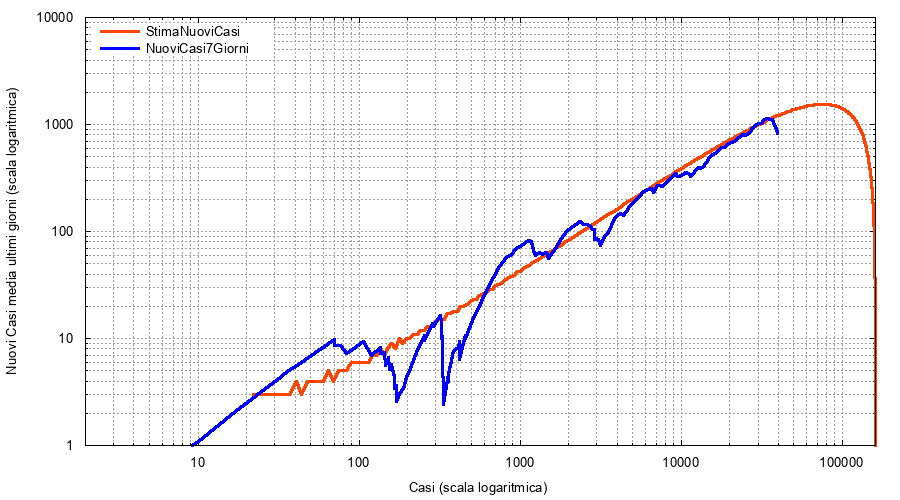 10000
1000
100
10
1
StimaNuoviCasi
NuoviCasi7Giorni
Nuovi Casi media ultimi giorni (scala logaritmica)
10 100 1000 10000 100000
Casi (scala logaritmica)